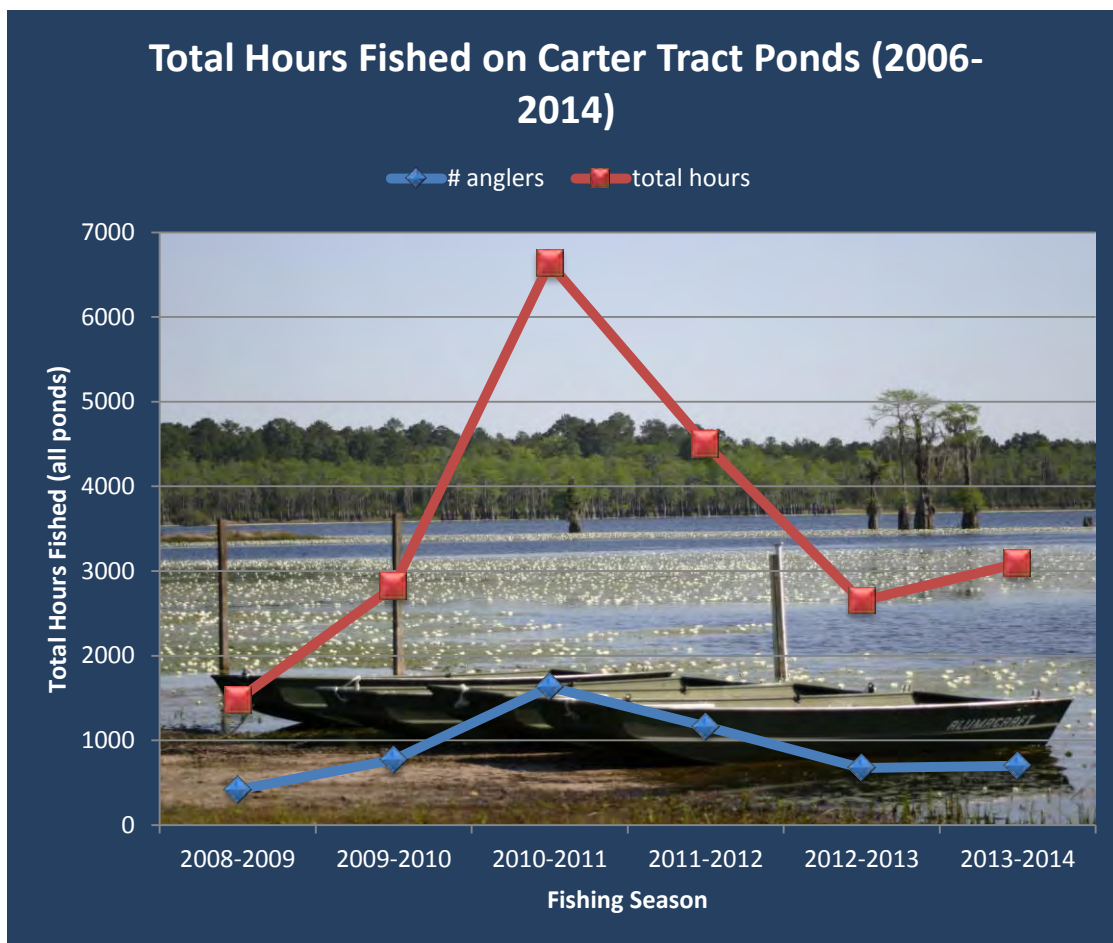 Total Hours Fished on Carter Tract Ponds (2006-
2014)
# anglers total hours
Total Hours Fished (all ponds)
7000
6000
5000
4000
3000
2000
1000
0
ALUMACRAFT
2008-2009 2009-2010 2010-2011 2011-2012 2012-2013 2013-2014
Fishing Season